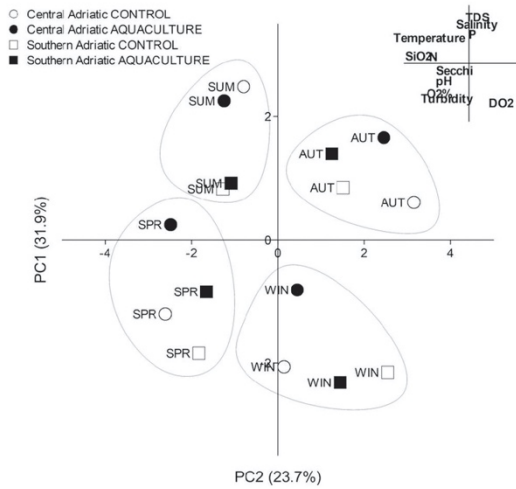 Central Adriatic CONTROL
Central Adriatic AQUACULTURE
Southern Adriatic CONTROL
Southern Adriatic AQUACULTURE
TDS
Salinity
P
Temperature
SiO2 N
Secchi
pH
O2%
Turbidity
DO2
SUM
SUM
2
AUT
AUT
AUT
SUM
SUM
SPR
-4
-2
0
2
4
PC1 (31.9%)
SPR
WIN
SPR
SPR
2
WIN
WIN
WIN
PC2 (23.7%)